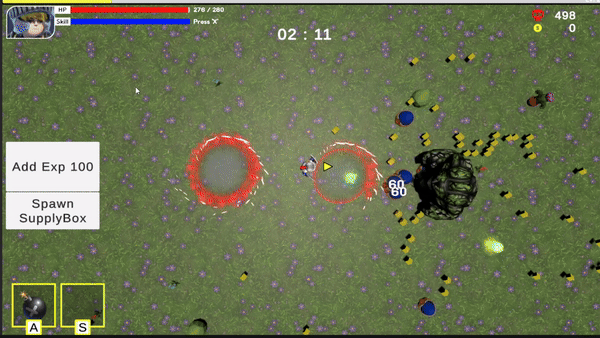 HP
276 / 280
Skill
Press 'X'
02 : 11
498
0
Add Exp 100
Spawn
SupplyBox
60
60
A
S